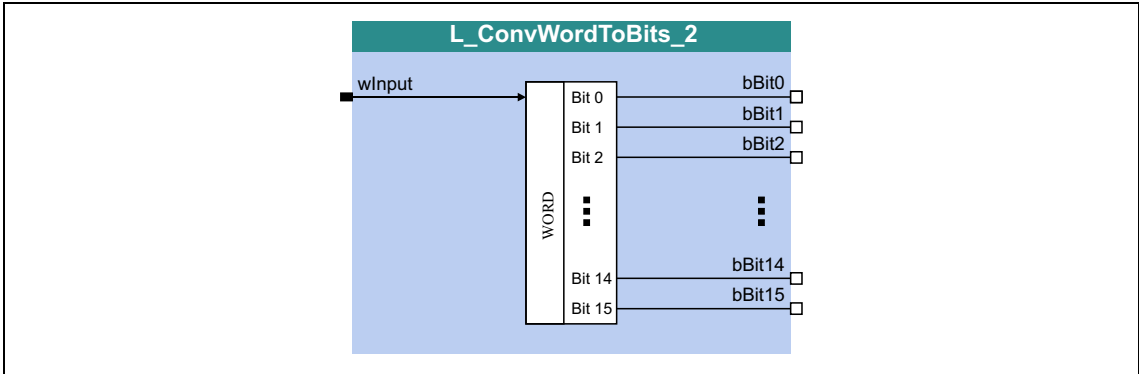 L_ConvWordToBits_2
wInput
WORD
Bit 0
bBit0
Bit 1
bBit1
Bit 2
bBit2
Bit 14
bBit14
Bit 15
bBit15